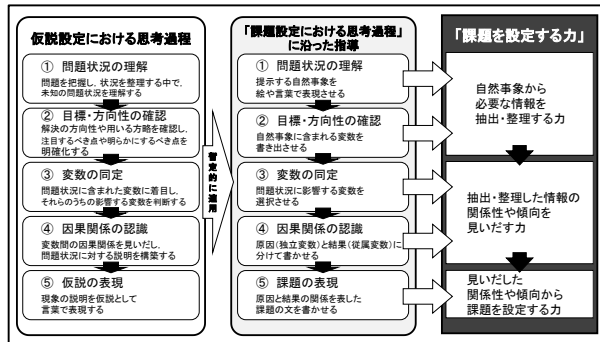 仮説設定における思考過程
① 問題状況の理解
問題を把握し、状況を整理する中で、
未知の問題状況を理解する
② 目標・方向性の確認
解決の方向性や用いる方略を確認し、
注目するべき点や明らかにするべき点を
明確化する
③ 変数の同定
問題状況に含まれた変数に着目し、
それらのうちの影響する変数を判断する
④ 因果関係の認識
変数間の因果関係を見いだし、
問題状況に対する説明を構築する
⑤ 仮説の表現
現象の説明を仮説として
言葉で表現する
暫定的に適用
「課題設定における思考過程」
に沿った指導
① 問題状況の理解
提示する自然事象を
絵や言葉で表現させる
② 目標・方向性の確認
自然事象に含まれる変数を
書き出させる
③ 変数の同定
問題状況に影響する変数を
選択させる
④ 因果関係の認識
原因(独立変数)と結果(従属変数)に
分けて書かせる
⑤ 課題の表現
原因と結果の関係を表した
課題の文を書かせる
「課題を設定する力」
自然事象から
必要な情報を
抽出・整理する力
抽出・整理した情報の
関係性や傾向を
見いだす力
見いだした
関係性や傾向から
課題を設定する力